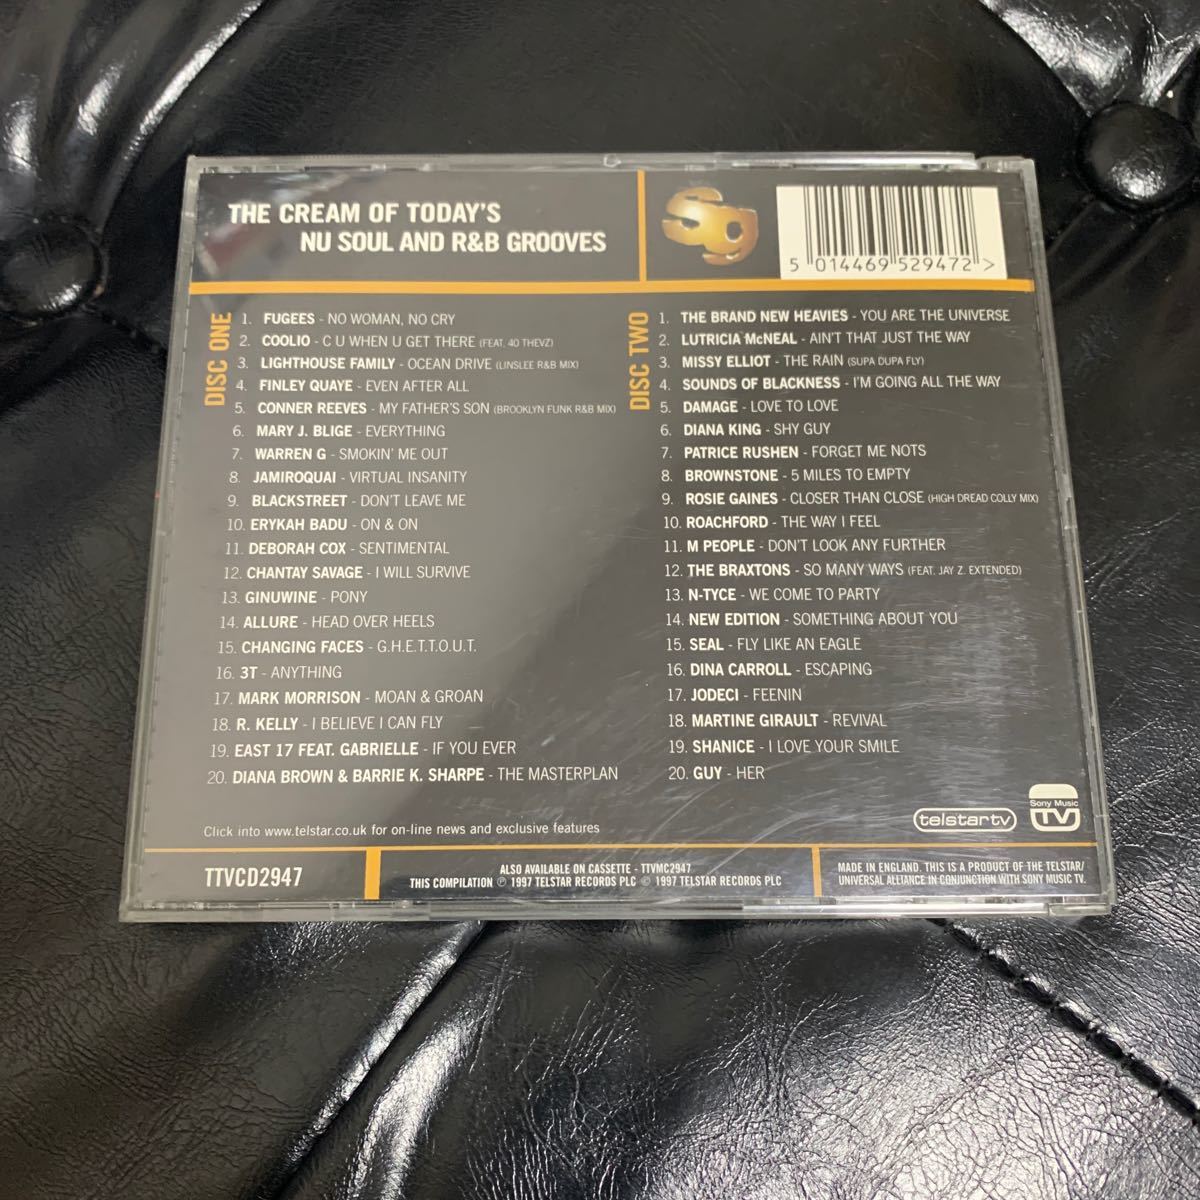 THE CREAM OF TODAY'S
NU SOUL AND R&B GROOVES
Sg
5 014469 529472 >
DISC ONE
1. FUGEES - NO WOMAN, NO CRY
2. COOLIO - C U WHEN U GET THERE (FEAT. 40 THEVZ)
3. LIGHTHOUSE FAMILY - OCEAN DRIVE (LINSLEE R&B MIX)
4. FINLEY QUAYE - EVEN AFTER ALL
5. CONNER REEVES - MY FATHER'S SON (BROOKLYN FUNK R&B MIX)
6. MARY J. BLIGE - EVERYTHING
7. WARREN G - SMOKIN' ME OUT
8. JAMIROQUAI - VIRTUAL INSANITY
9. BLACKSTREET - DON'T LEAVE ME
10. ERYKAH BADU - ON & ON
11. DEBORAH COX - SENTIMENTAL
12. CHANTAY SAVAGE - I WILL SURVIVE
13. GINUWINE - PONY
14. ALLURE - HEAD OVER HEELS
15. CHANGING FACES - G.H.E.T.T.O.U.T.
16. 3T - ANYTHING
17. MARK MORRISON - MOAN & GROAN
18. R. KELLY - I BELIEVE I CAN FLY
19. EAST 17 FEAT. GABRIELLE - IF YOU EVER
20. DIANA BROWN & BARRIE K. SHARPE - THE MASTERPLAN
DISC TWO
1. THE BRAND NEW HEAVIES - YOU ARE THE UNIVERSE
2. LUTRICIA McNEAL - AIN'T THAT JUST THE WAY
3. MISSY ELLIOT - THE RAIN (SUPA DUPA FLY)
4. SOUNDS OF BLACKNESS - I'M GOING ALL THE WAY
5. DAMAGE - LOVE TO LOVE
6. DIANA KING - SHY GUY
7. PATRICE RUSHEN - FORGET ME NOTS
8. BROWNSTONE - 5 MILES TO EMPTY
9. ROSIE GAINES - CLOSER THAN CLOSE (HIGH DREAD COLLY MIX)
10. ROACHFORD - THE WAY I FEEL
11. M PEOPLE - DON'T LOOK ANY FURTHER
12. THE BRAXTONS - SO MANY WAYS (FEAT. JAY Z. EXTENDED)
13. N-TYCE - WE COME TO PARTY
14. NEW EDITION - SOMETHING ABOUT YOU
15. SEAL - FLY LIKE AN EAGLE
16. DINA CARROLL - ESCAPING
17. JODECI - FEENIN
18. MARTINE GIRAULT - REVIVAL
19. SHANICE - I LOVE YOUR SMILE
20. GUY - HER
Click into www.telstar.co.uk for on-line news and exclusive features
telstar tv
Sony Music
TV
TTVCD2947
ALSO AVAILABLE ON CASSETTE - TTVMC2947
THIS COMPILATION ℗ 1997 TELSTAR RECORDS PLC © 1997 TELSTAR RECORDS PLC
MADE IN ENGLAND. THIS IS A PRODUCT OF THE TELSTAR/
UNIVERSAL ALLIANCE IN CONJUNCTION WITH SONY MUSIC TV.